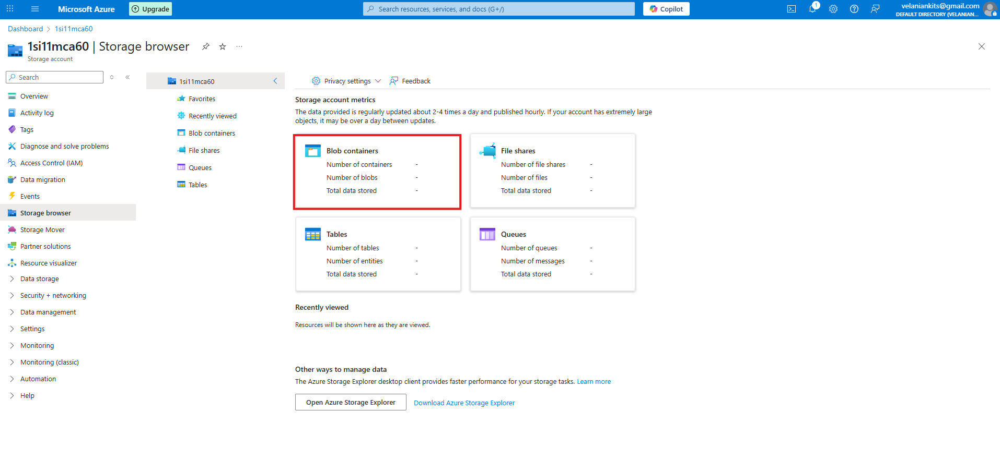 Microsoft Azure
Upgrade
Search resources, services, and docs (G+/)
Copilot
1
velaniankits@gmail.com
DEFAULT DIRECTORY (VELANIAN...
Dashboard > 1si11mca60
1si11mca60 | Storage browser
Storage account
Search
Overview
Activity log
Tags
Diagnose and solve problems
Access Control (IAM)
Data migration
Events
Storage browser
Storage Mover
Partner solutions
Resource visualizer
Data storage
Security + networking
Data management
Settings
Monitoring
Monitoring (classic)
Automation
Help
1si11mca60
Favorites
Recently viewed
Blob containers
File shares
Queues
Tables
Privacy settings
Feedback
Storage account metrics
The data provided is regularly updated about 2-4 times a day and published hourly. If your account has extremely large
objects, it may be over a day between updates.
Blob containers
Number of containers -
Number of blobs -
Total data stored -
File shares
Number of file shares -
Number of files -
Total data stored -
Tables
Number of tables -
Number of entities -
Total data stored -
Queues
Number of queues -
Number of messages -
Total data stored -
Recently viewed
Resources will be shown here as they are viewed.
Other ways to manage data
The Azure Storage Explorer desktop client provides faster performance for your storage tasks. Learn more
Open Azure Storage Explorer
Download Azure Storage Explorer